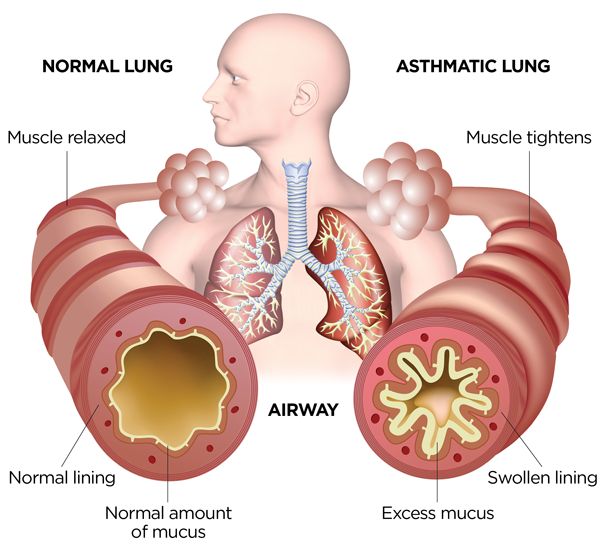 NORMAL LUNG
ASTHMATIC LUNG
Muscle relaxed
Muscle tightens
AIRWAY
Normal lining
Swollen lining
Normal amount
of mucus
Excess mucus